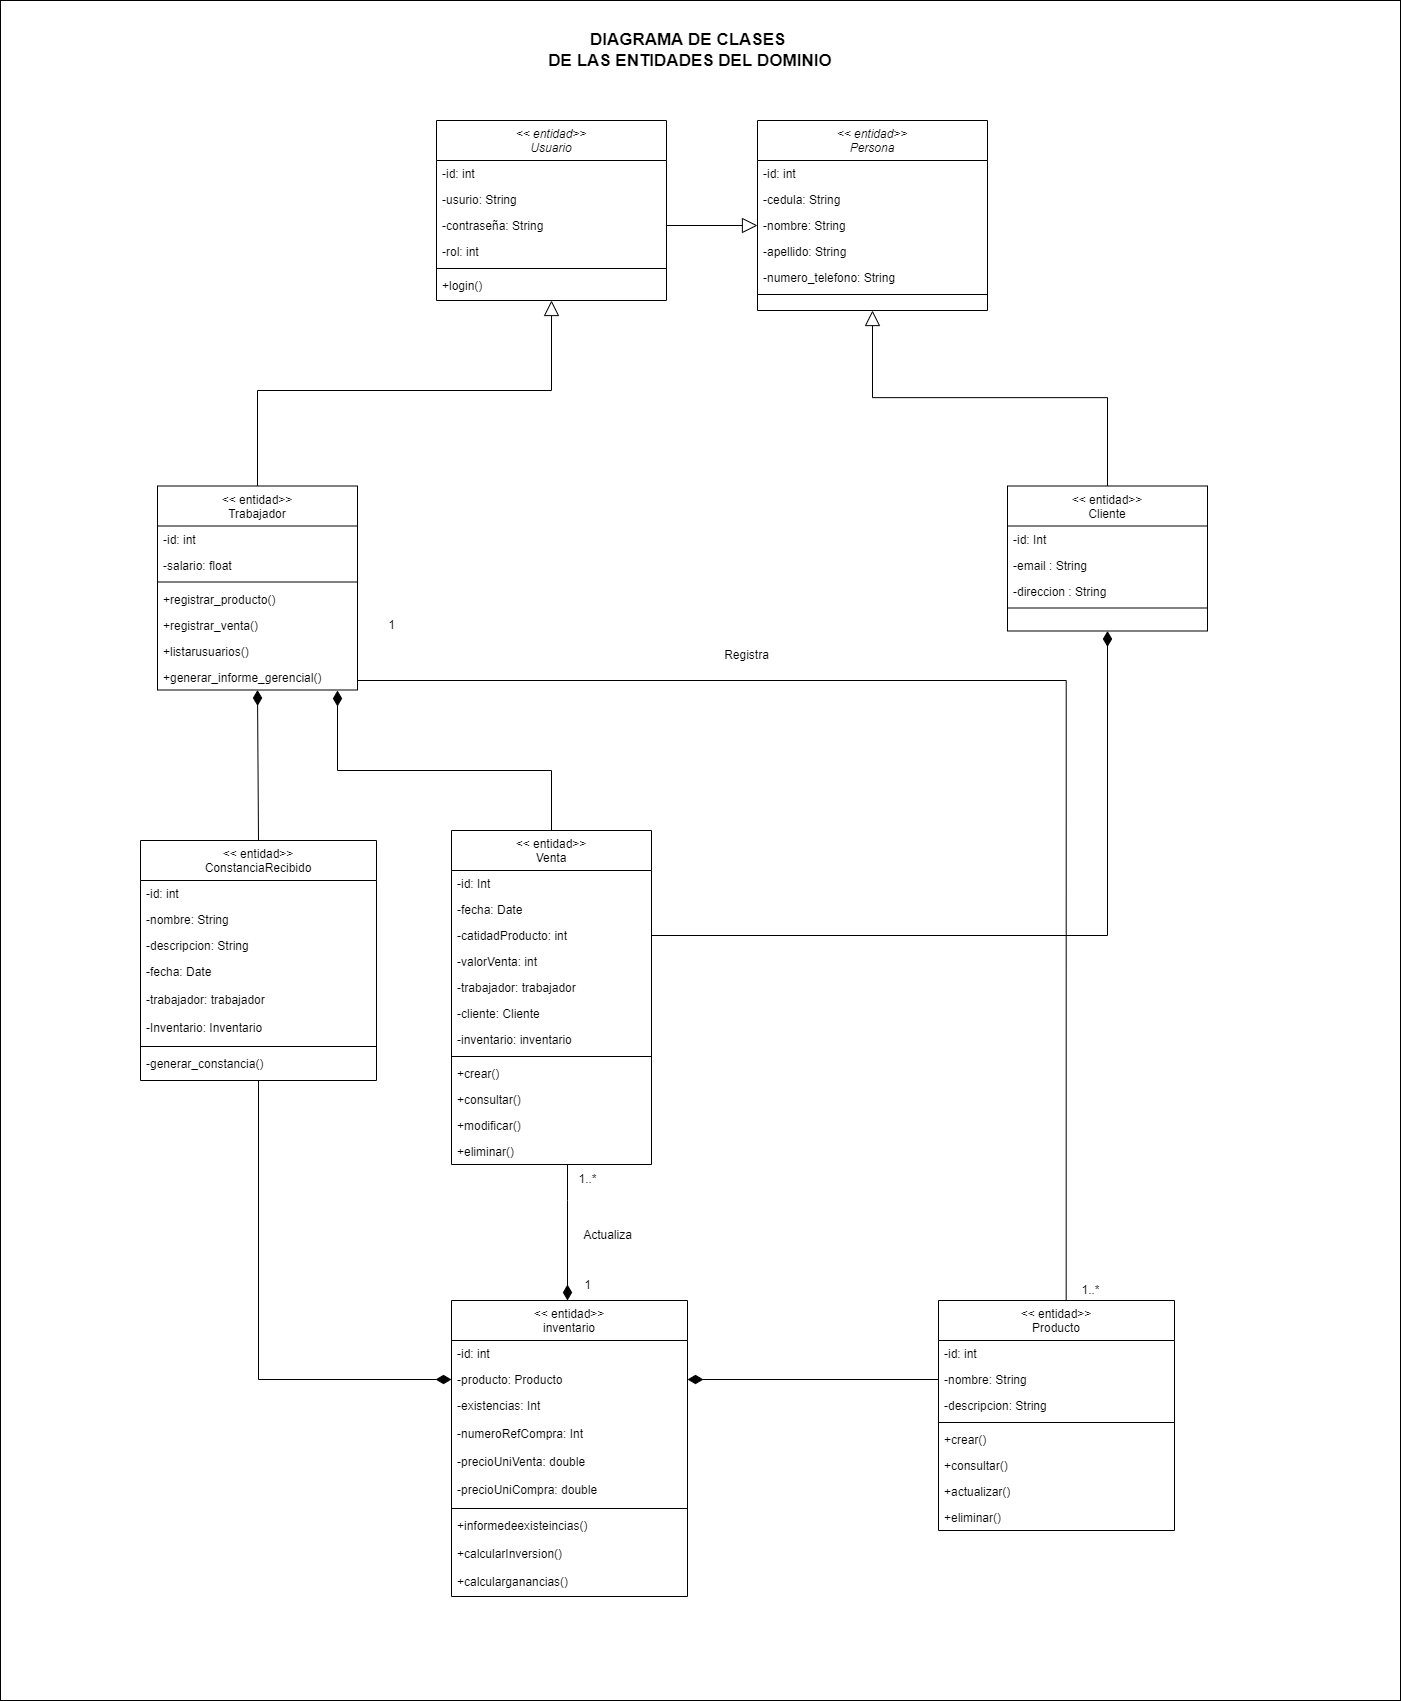 DIAGRAMA DE CLASES
DE LAS ENTIDADES DEL DOMINIO
<< entidad>>
Usuario
-id: int
-usurio: String
-contraseña: String
-rol: int
+login()
<< entidad>>
Persona
-id: int
-cedula: String
-nombre: String
-apellido: String
-numero_telefono: String
<< entidad>>
Trabajador
-id: int
-salario: float
+registrar_producto()
+registrar_venta()
+listarusuarios()
+generar_informe_gerencial()
1
Registra
<< entidad>>
Cliente
-id: Int
-email : String
-direccion : String
<< entidad>>
ConstanciaRecibido
-id: int
-nombre: String
-descripcion: String
-fecha: Date
-trabajador: trabajador
-Inventario: Inventario
-generar_constancia()
<< entidad>>
Venta
-id: Int
-fecha: Date
-catidadProducto: int
-valorVenta: int
-trabajador: trabajador
-cliente: Cliente
-inventario: inventario
+crear()
+consultar()
+modificar()
+eliminar()
1..*
Actualiza
1
<< entidad>>
inventario
-id: int
-producto: Producto
-existencias: Int
-numeroRefCompra: Int
-precioUniVenta: double
-precioUniCompra: double
+informedeexisteincias()
+calcularInversion()
+calcularganancias()
1..*
<< entidad>>
Producto
-id: int
-nombre: String
-descripcion: String
+crear()
+consultar()
+actualizar()
+eliminar()